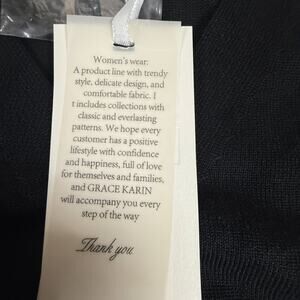 Women's wear:
A product line with trendy
style, delicate design, and
comfortable fabric. I
t includes collections with
classic and everlasting
patterns. We hope every
customer has a positive
lifestyle with confidence
and happiness, full of love
for themselves and families,
and GRACE KARIN
will accompany you every
step of the way
Thank you